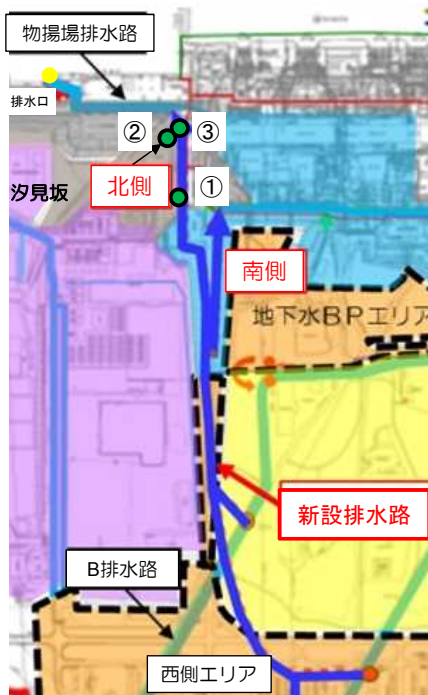 物揚場排水路
排水口
②
③
汐見坂
北側
①
南側
地下水BPエリア
新設排水路
B排水路
西側エリア